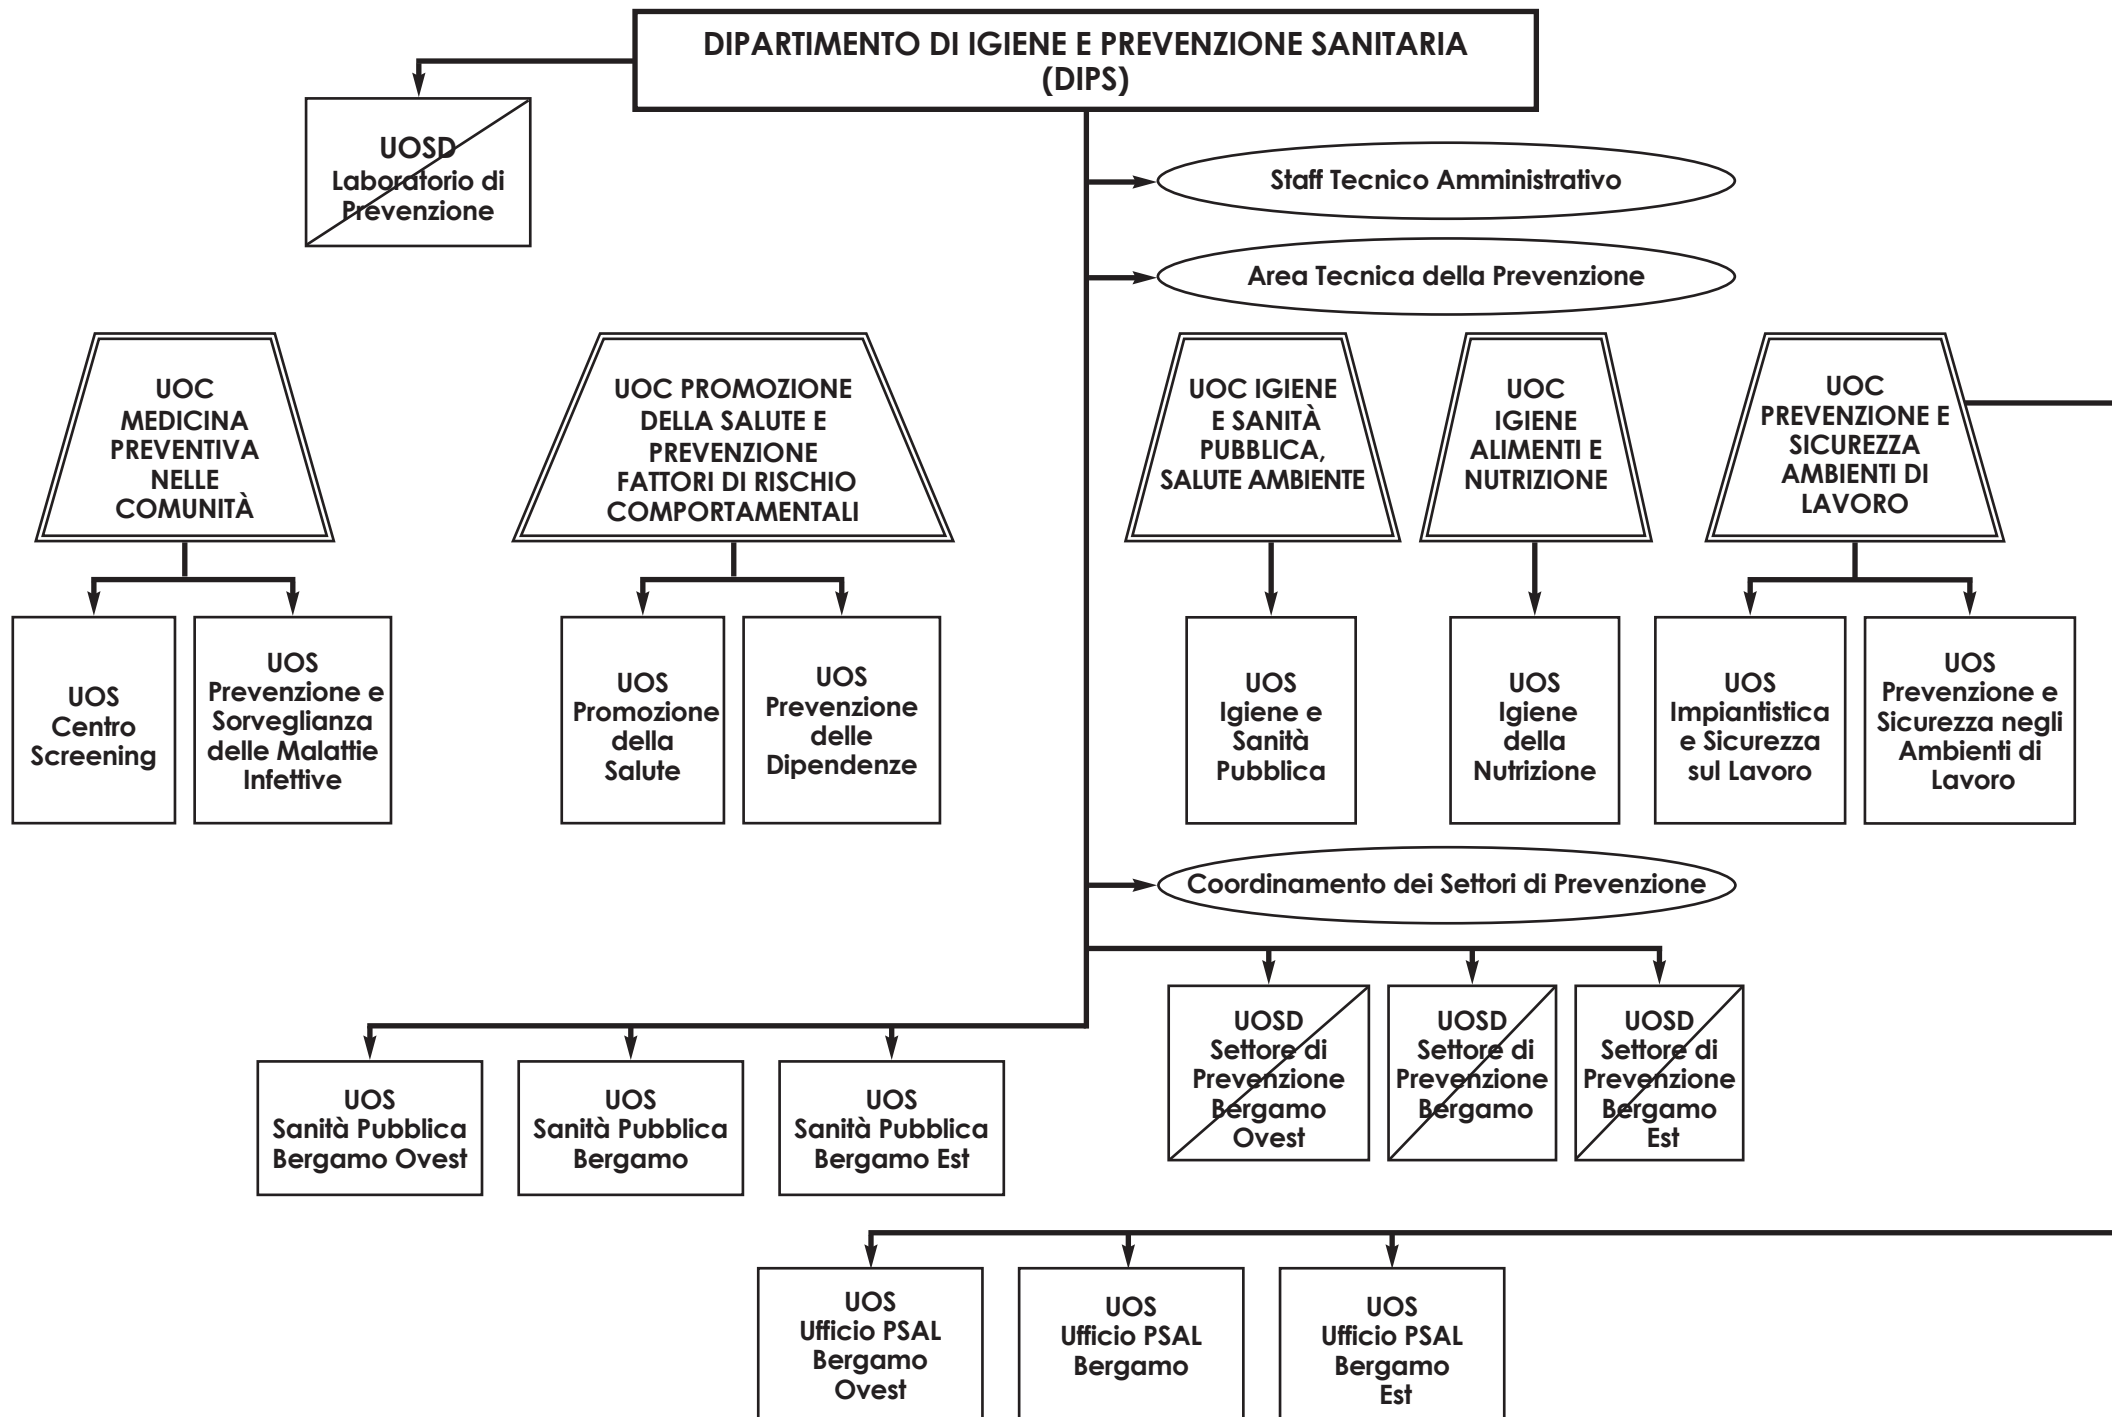 DIPARTIMENTO DI IGIENE E PREVENZIONE SANITARIA
(DIPS)
UOSD
Laboratorio di
Prevenzione
Staff Tecnico Amministrativo
Area Tecnica della Prevenzione
UOC
MEDICINA
PREVENTIVA
NELLE
COMUNITÀ
UOC PROMOZIONE
DELLA SALUTE E
PREVENZIONE
FATTORI DI RISCHIO
COMPORTAMENTALI
UOC IGIENE
E SANITÀ
PUBBLICA,
SALUTE AMBIENTE
UOC
IGIENE
ALIMENTI E
NUTRIZIONE
UOC
PREVENZIONE E
SICUREZZA
AMBIENTI DI
LAVORO
UOS
Centro
Screening
UOS
Prevenzione e
Sorveglianza
delle Malattie
Infettive
UOS
Promozione
della
Salute
UOS
Prevenzione
delle
Dipendenze
UOS
Igiene e
Sanità
Pubblica
UOS
Igiene
della
Nutrizione
UOS
Impiantistica
e Sicurezza
sul Lavoro
UOS
Prevenzione e
Sicurezza negli
Ambienti di
Lavoro
Coordinamento dei Settori di Prevenzione
UOSD
Settore di
Prevenzione
Bergamo
Ovest
UOSD
Settore di
Prevenzione
Bergamo
UOSD
Settore di
Prevenzione
Bergamo
Est
UOS
Sanità Pubblica
Bergamo Ovest
UOS
Sanità Pubblica
Bergamo
UOS
Sanità Pubblica
Bergamo Est
UOS
Ufficio PSAL
Bergamo
Ovest
UOS
Ufficio PSAL
Bergamo
UOS
Ufficio PSAL
Bergamo
Est